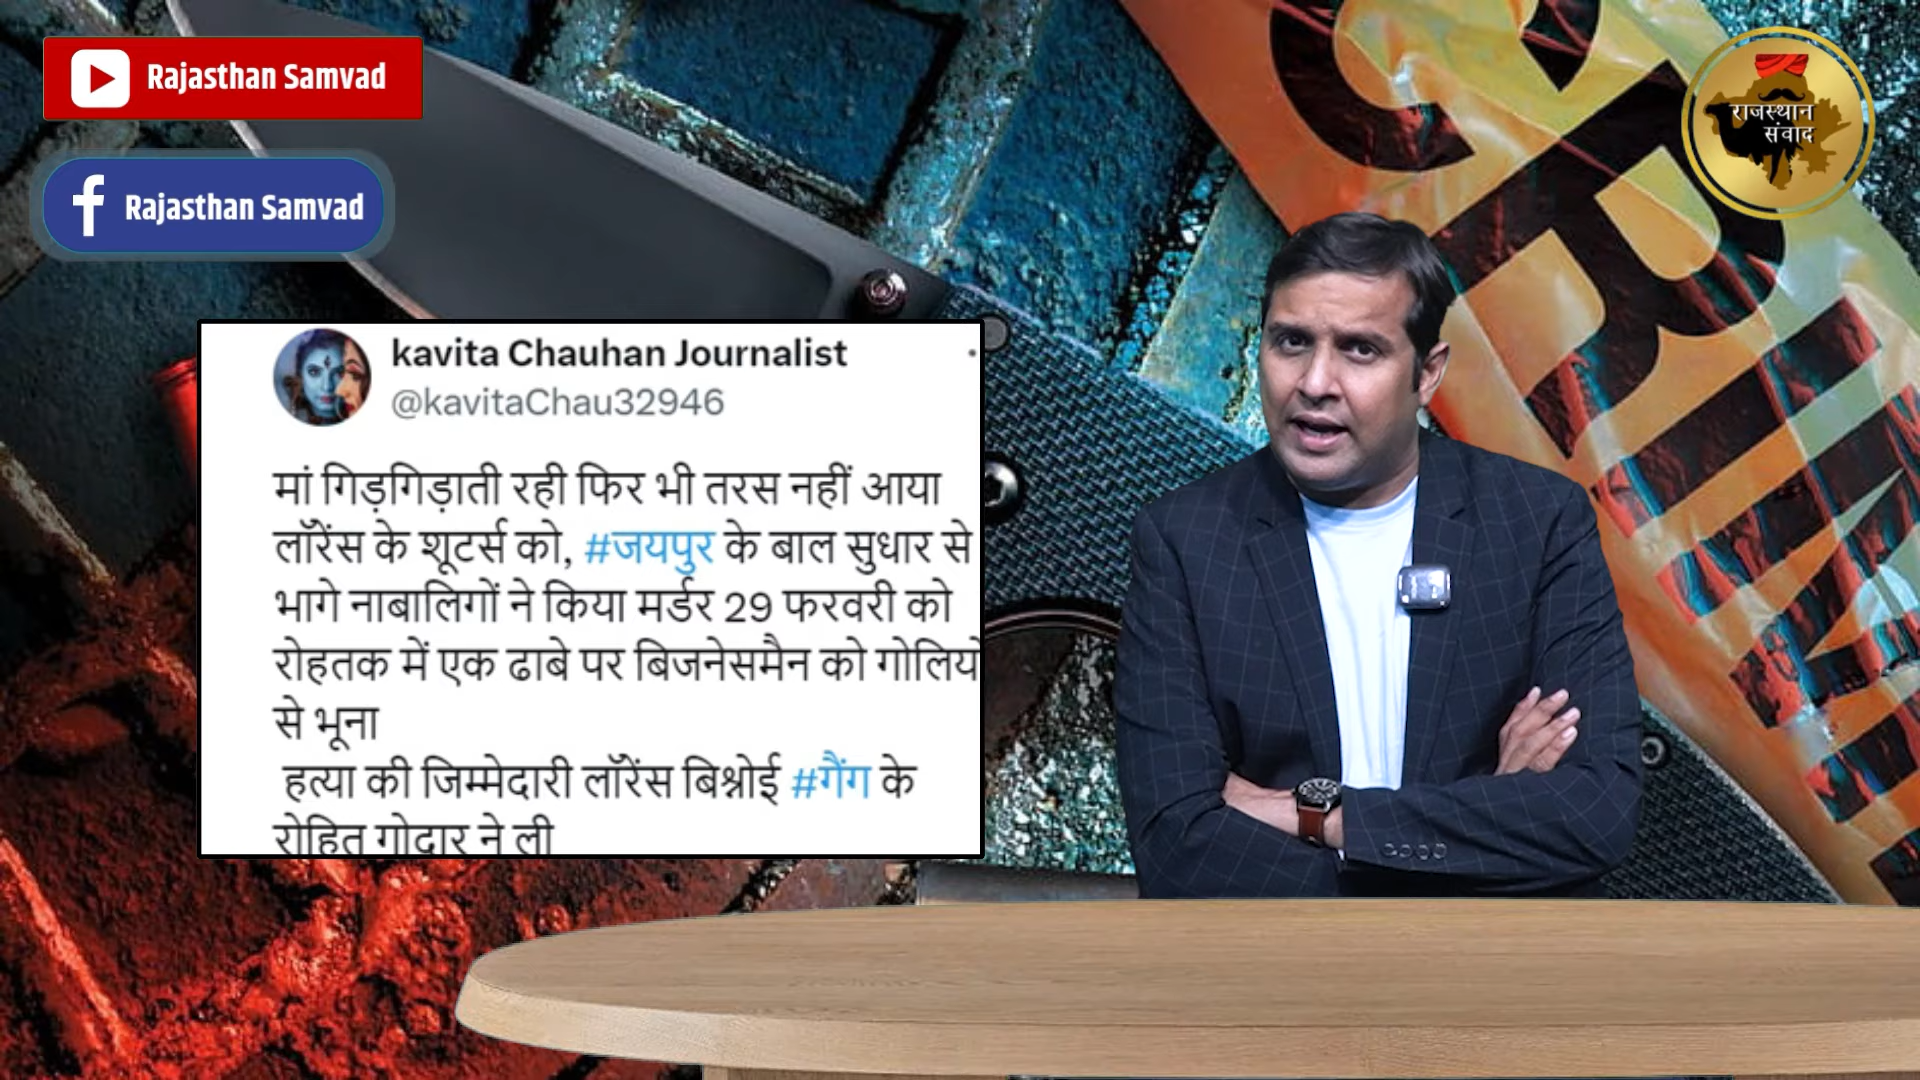 Rajasthan Samvad
Rajasthan Samvad
राजस्थान
संवाद
kavita Chauhan Journalist
@kavitaChau32946
मां गिड़गिड़ाती रही फिर भी तरस नहीं आया
लॉरेंस के शूटर्स को, #जयपुर के बाल सुधार से
भागे नाबालिगों ने किया मर्डर 29 फरवरी को
रोहतक में एक ढाबे पर बिजनेसमैन को गोलियो
से भूना
हत्या की जिम्मेदारी लॉरेंस बिश्नोई #गैंग के
रोहित गोदार ने ली